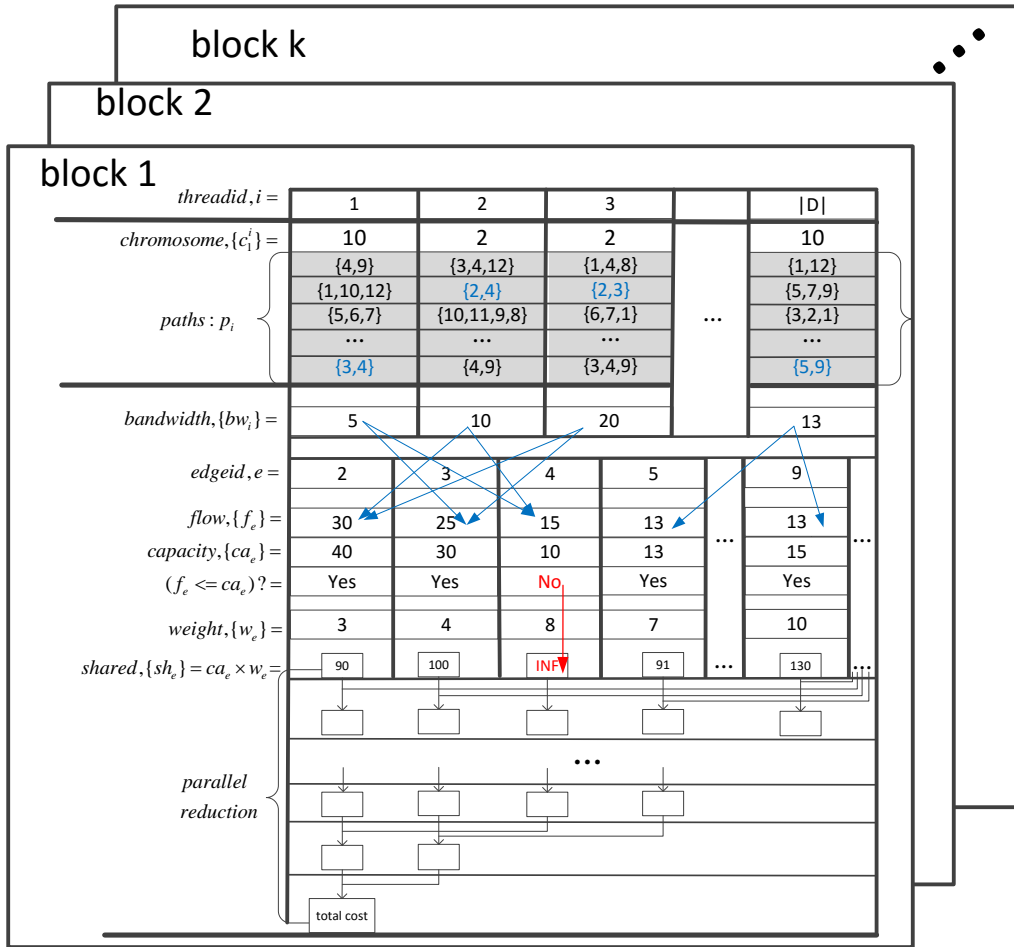 block k
block 2
block 1
threadid, i = 1 2 3 |D|
chromosome, {c_1^i} = 10 2 2 10
{4,9} {3,4,12} {1,4,8} {1,12}
{1,10,12} {2,4} {2,3} {5,7,9}
paths : p_i {5,6,7} {10,11,9,8} {6,7,1} ... {3,2,1}
... ... ... ...
{3,4} {4,9} {3,4,9} {5,9}
bandwidth, {bw_i} = 5 10 20 13
edgeid, e = 2 3 4 5 9
flow, {f_e} = 30 25 15 13 ... 13 ...
capacity, {ca_e} = 40 30 10 13 15
(f_e <= ca_e) ? = Yes Yes No Yes Yes
weight, {w_e} = 3 4 8 7 10
shared, {sh_e} = ca_e × w_e = 90 100 INF 91 ... 130 ...
...
parallel
reduction
total cost